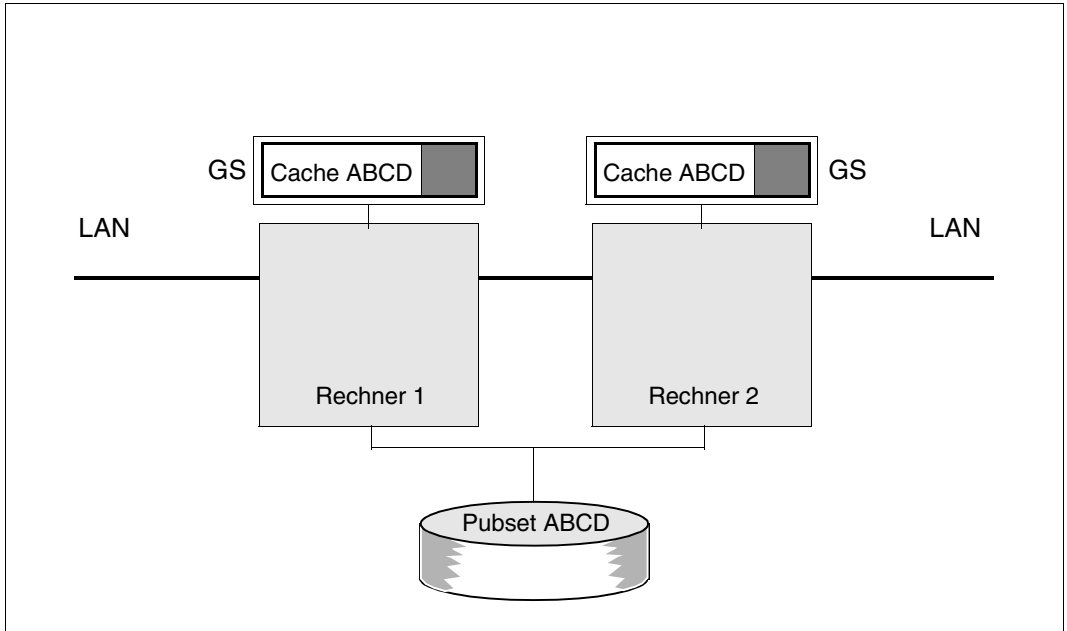 GS Cache ABCD Cache ABCD GS
LAN LAN
Rechner 1 Rechner 2
Pubset ABCD